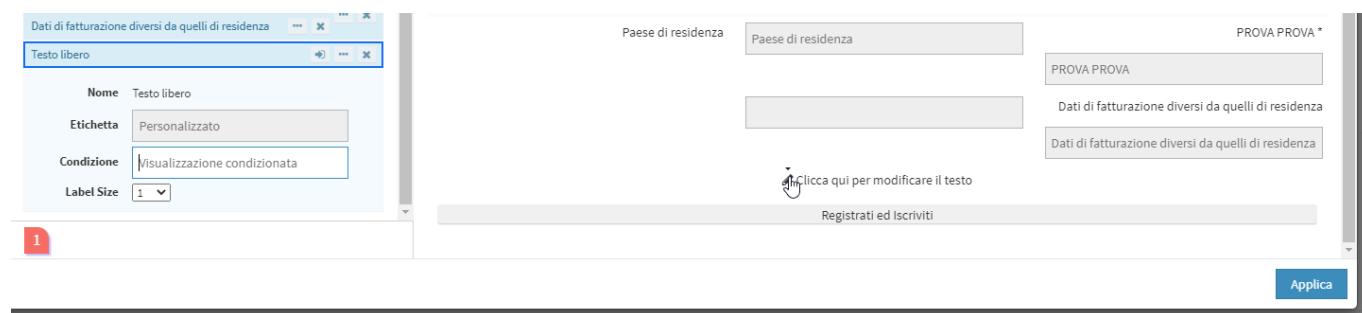 Dati di fatturazione diversi da quelli di residenza
Testo libero
Nome Testo libero
Etichetta Personalizzato
Condizione Visualizzazione condizionata
Label Size 1
1
Paese di residenza Paese di residenza PROVA PROVA *
PROVA PROVA
Dati di fatturazione diversi da quelli di residenza
Dati di fatturazione diversi da quelli di residenza
Clicca qui per modificare il testo
Registrati ed Iscriviti
Applica